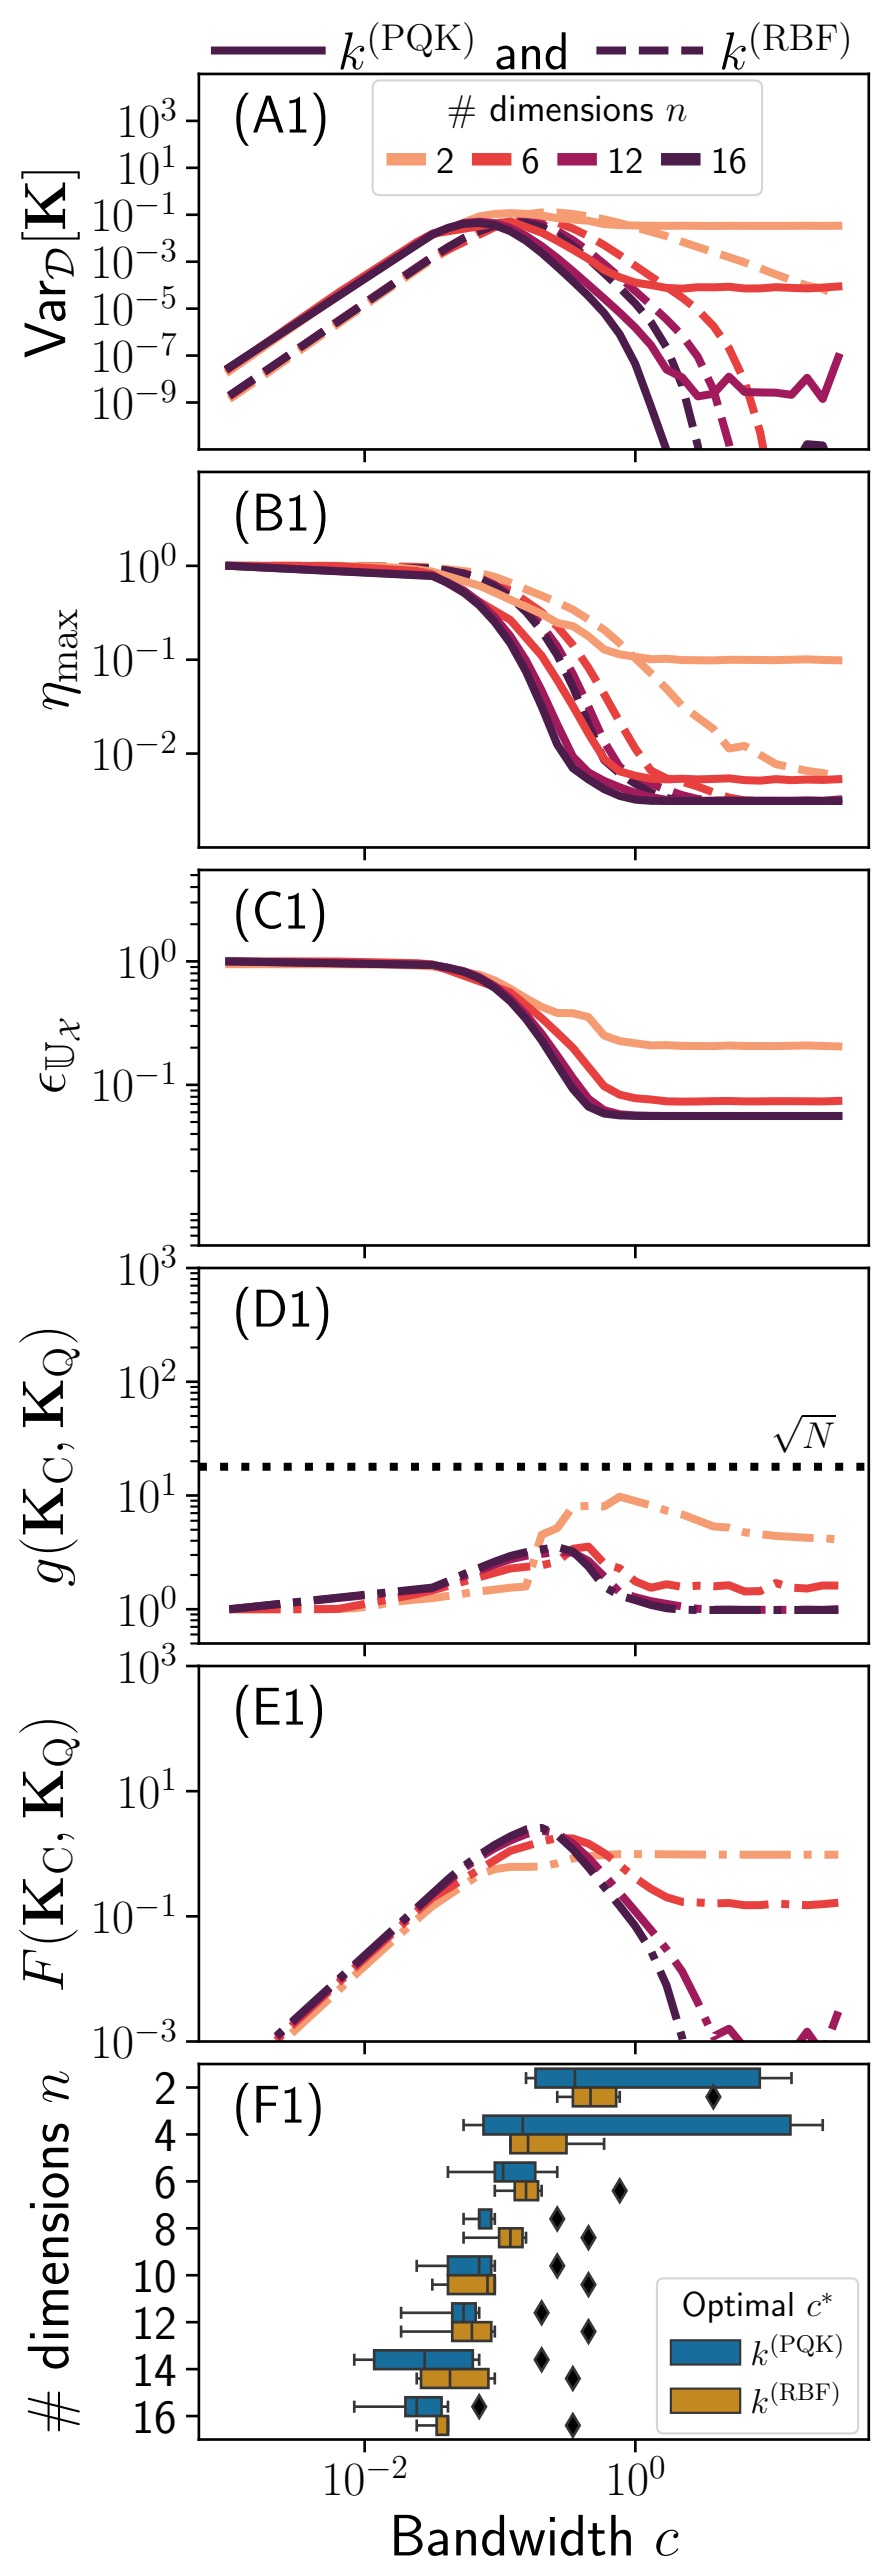 k^(PQK) and k^(RBF)
(A1)
# dimensions n
2 6 12 16
Var_𝒟[𝐊]
10^3
10^1
10^−1
10^−3
10^−5
10^−7
10^−9
(B1)
η_max
10^0
10^−1
10^−2
(C1)
ϵ_𝕌_𝒳
10^0
10^−1
(D1)
g(𝐊_C, 𝐊_Q)
10^3
10^2
10^1
10^0
√N
(E1)
F(𝐊_C, 𝐊_Q)
10^3
10^1
10^−1
10^−3
(F1)
# dimensions n
2
4
6
8
10
12
14
16
Optimal c*
k^(PQK)
k^(RBF)
10^−2 10^0
Bandwidth c